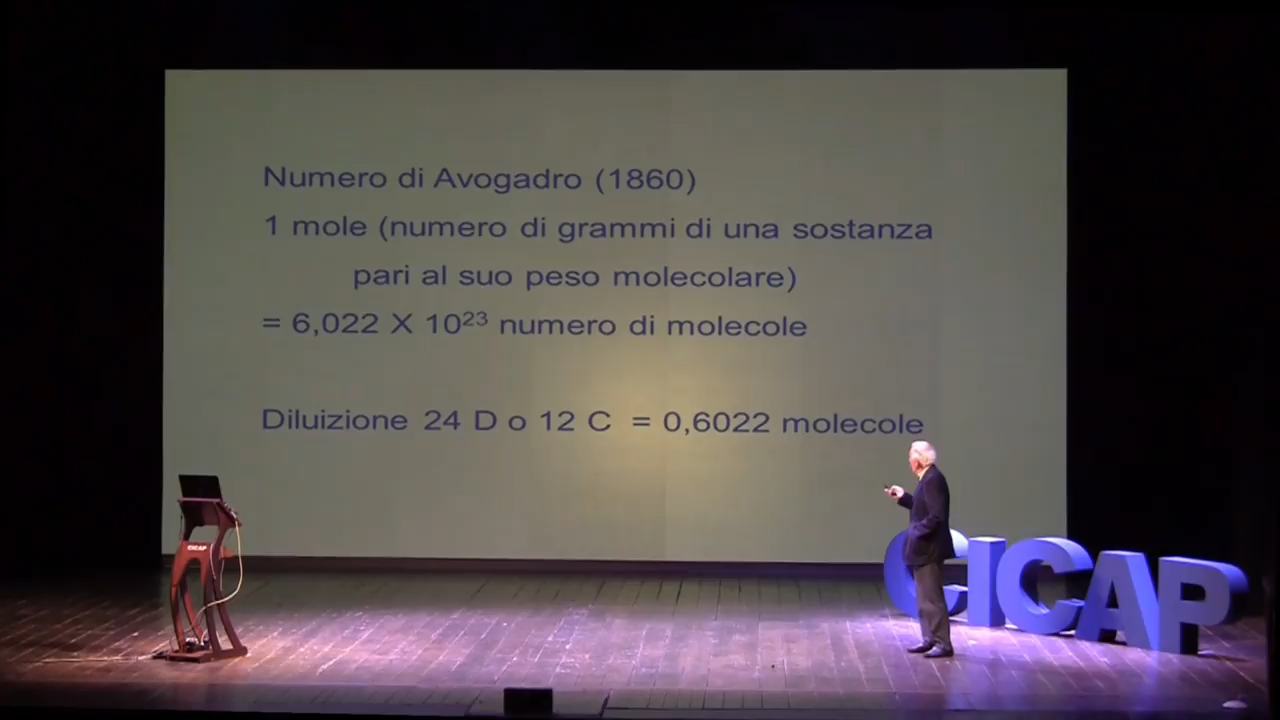 Numero di Avogadro (1860)
1 mole (numero di grammi di una sostanza
pari al suo peso molecolare)
= 6,022 X 10²³ numero di molecole
Diluizione 24 D o 12 C = 0,6022 molecole
CICAP
CICAP